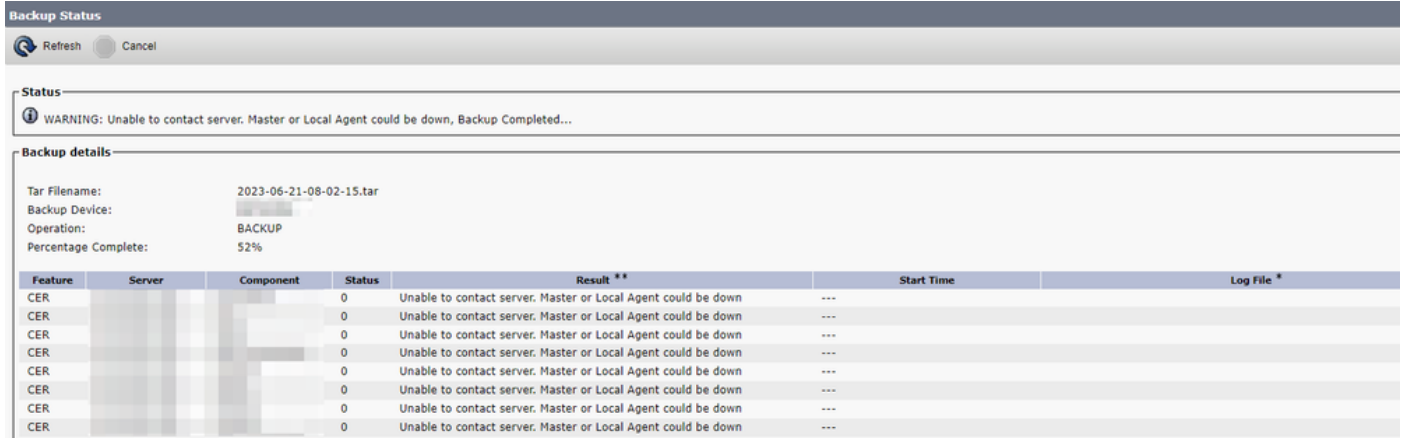 Backup Status
Refresh Cancel
Status
WARNING: Unable to contact server. Master or Local Agent could be down, Backup Completed...
Backup details
Tar Filename: 2023-06-21-08-02-15.tar
Backup Device:
Operation: BACKUP
Percentage Complete: 52%
Feature Server Component Status Result ** Start Time Log File *
CER 0 Unable to contact server. Master or Local Agent could be down ---
CER 0 Unable to contact server. Master or Local Agent could be down ---
CER 0 Unable to contact server. Master or Local Agent could be down ---
CER 0 Unable to contact server. Master or Local Agent could be down ---
CER 0 Unable to contact server. Master or Local Agent could be down ---
CER 0 Unable to contact server. Master or Local Agent could be down ---
CER 0 Unable to contact server. Master or Local Agent could be down ---
CER 0 Unable to contact server. Master or Local Agent could be down ---